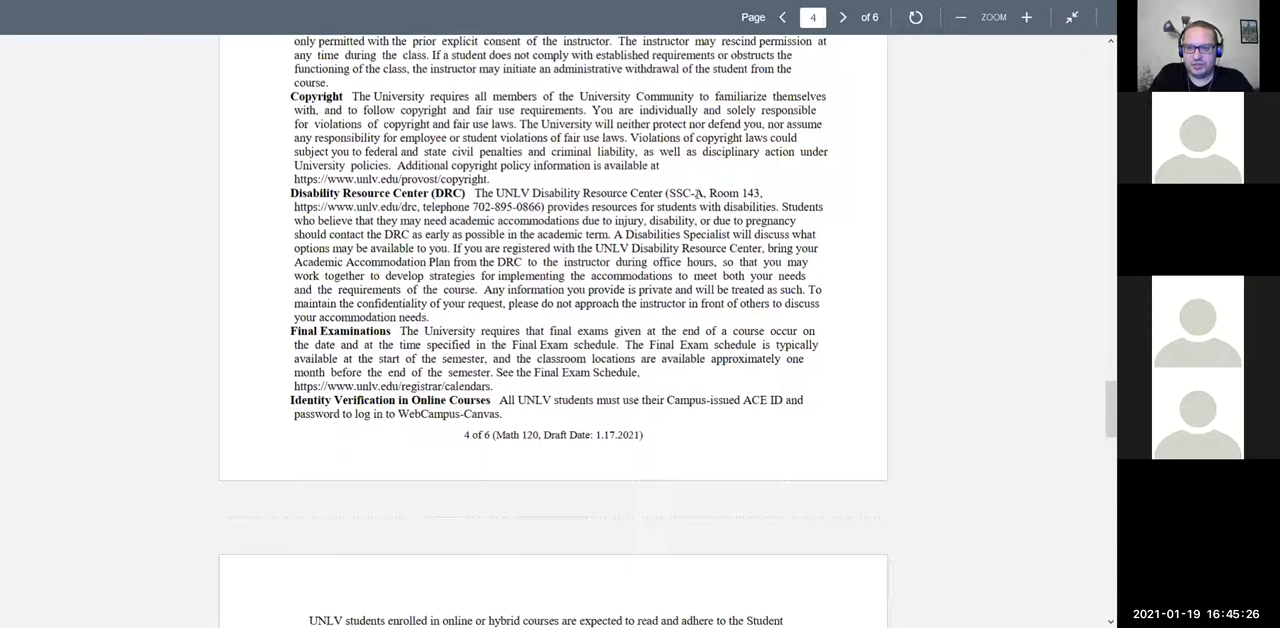 Page 4 of 6 ZOOM
only permitted with the prior explicit consent of the instructor. The instructor may rescind permission at
any time during the class. If a student does not comply with established requirements or obstructs the
functioning of the class, the instructor may initiate an administrative withdrawal of the student from the
course.
Copyright The University requires all members of the University Community to familiarize themselves
with, and to follow copyright and fair use requirements. You are individually and solely responsible
for violations of copyright and fair use laws. The University will neither protect nor defend you, nor assume
any responsibility for employee or student violations of fair use laws. Violations of copyright laws could
subject you to federal and state civil penalties and criminal liability, as well as disciplinary action under
University policies. Additional copyright policy information is available at
https://www.unlv.edu/provost/copyright.
Disability Resource Center (DRC) The UNLV Disability Resource Center (SSC-A, Room 143,
https://www.unlv.edu/drc, telephone 702-895-0866) provides resources for students with disabilities. Students
who believe that they may need academic accommodations due to injury, disability, or due to pregnancy
should contact the DRC as early as possible in the academic term. A Disabilities Specialist will discuss what
options may be available to you. If you are registered with the UNLV Disability Resource Center, bring your
Academic Accommodation Plan from the DRC to the instructor during office hours, so that you may
work together to develop strategies for implementing the accommodations to meet both your needs
and the requirements of the course. Any information you provide is private and will be treated as such. To
maintain the confidentiality of your request, please do not approach the instructor in front of others to discuss
your accommodation needs.
Final Examinations The University requires that final exams given at the end of a course occur on
the date and at the time specified in the Final Exam schedule. The Final Exam schedule is typically
available at the start of the semester, and the classroom locations are available approximately one
month before the end of the semester. See the Final Exam Schedule,
https://www.unlv.edu/registrar/calendars.
Identity Verification in Online Courses All UNLV students must use their Campus-issued ACE ID and
password to log in to WebCampus-Canvas.
4 of 6 (Math 120, Draft Date: 1.17.2021)
UNLV students enrolled in online or hybrid courses are expected to read and adhere to the Student
2021-01-19 16:45:26